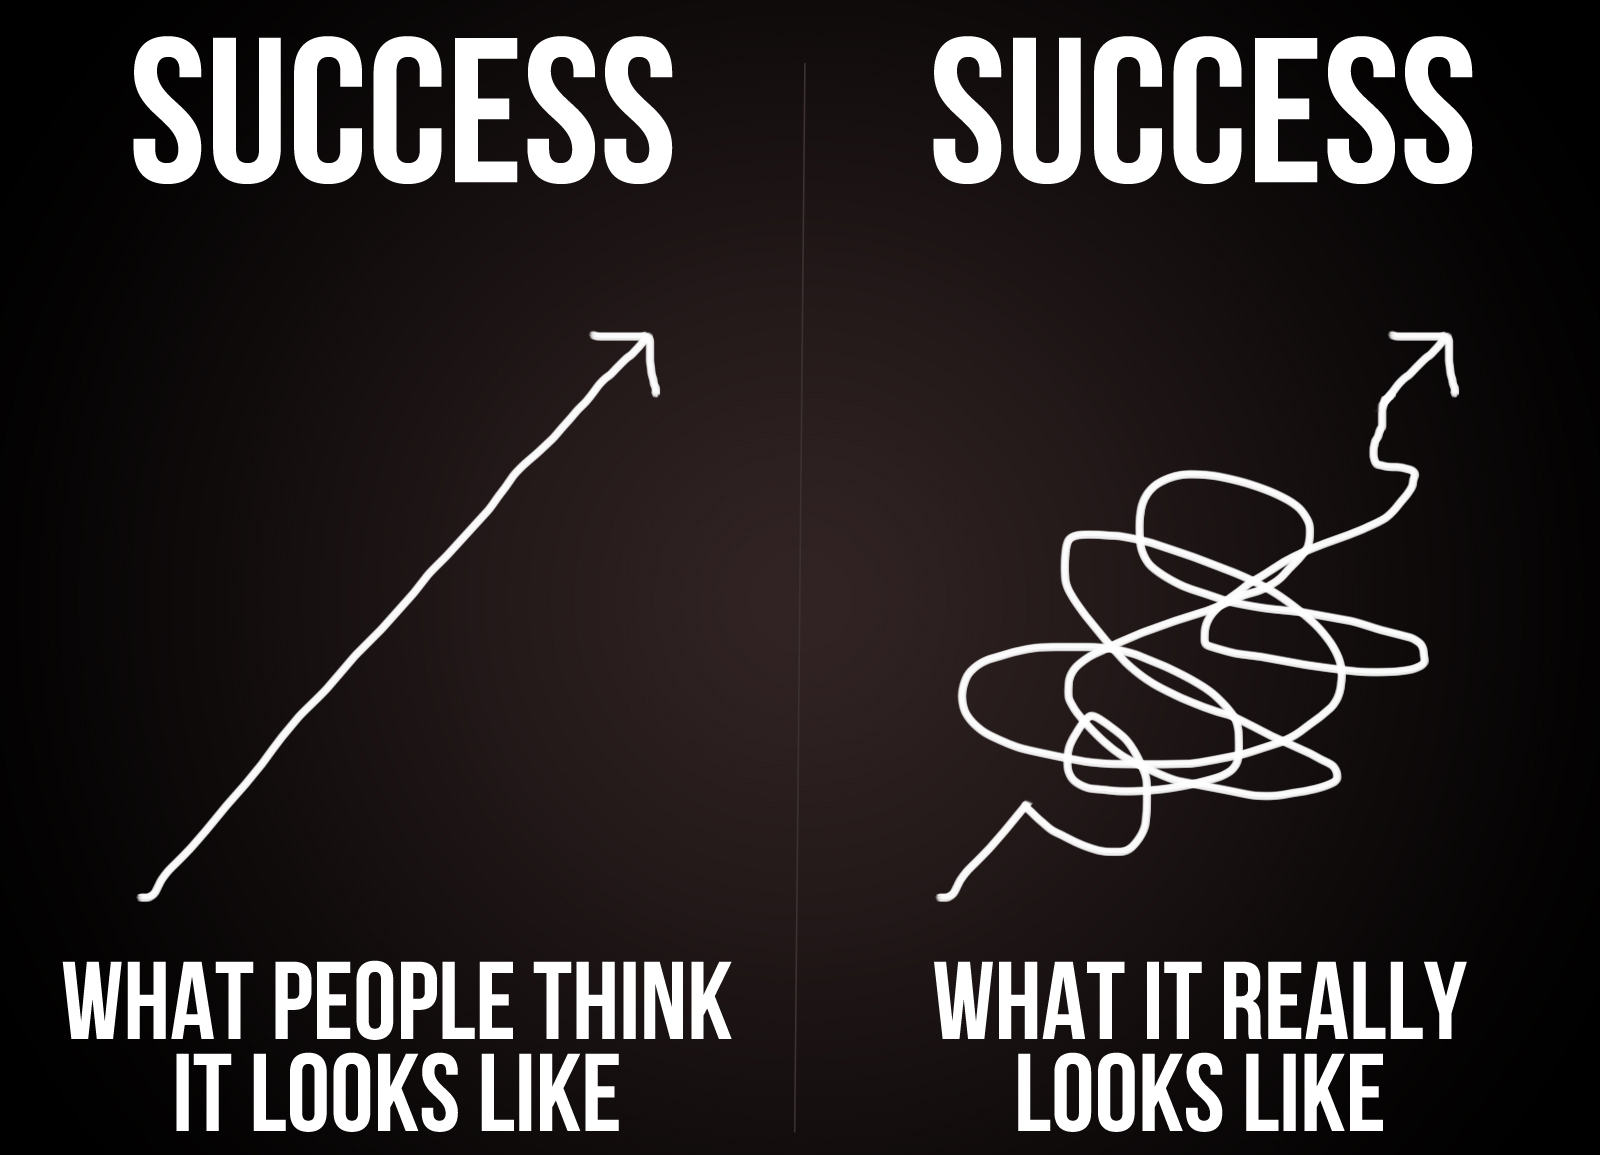 SUCCESS
WHAT PEOPLE THINK
IT LOOKS LIKE
SUCCESS
WHAT IT REALLY
LOOKS LIKE